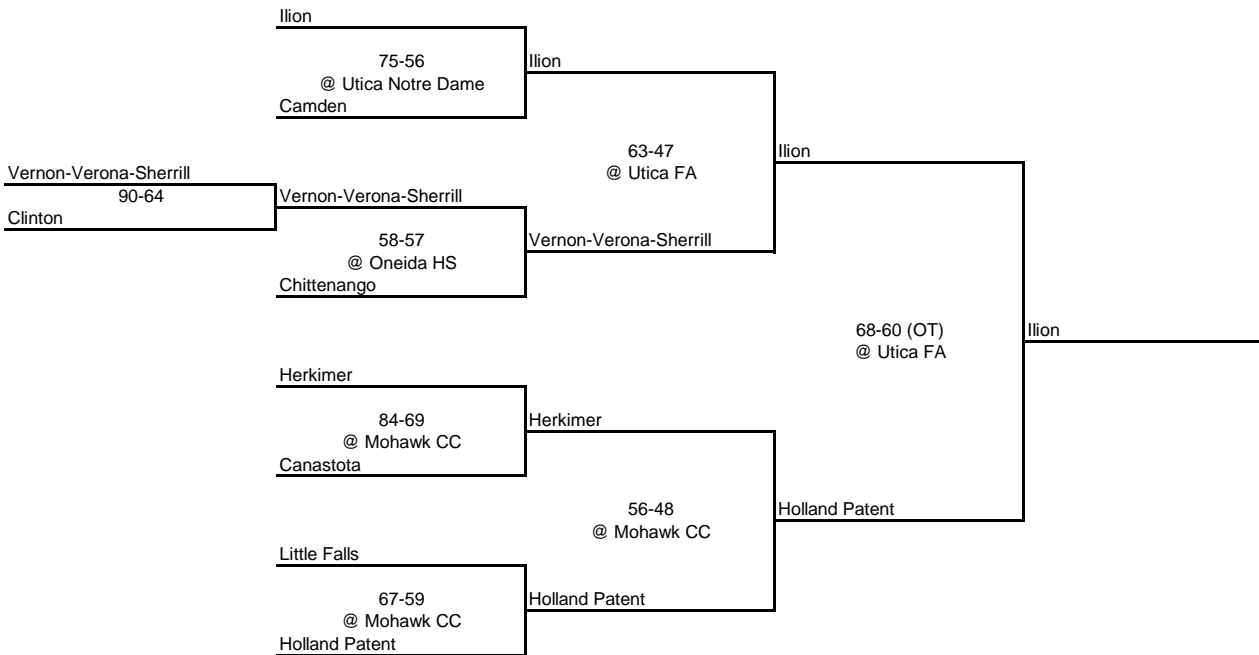 Ilion
75-56
Ilion
@ Utica Notre Dame
Camden
63-47
Ilion
@ Utica FA
Vernon-Verona-Sherrill
90-64
Vernon-Verona-Sherrill
Clinton
58-57
Vernon-Verona-Sherrill
@ Oneida HS
Chittenango
68-60 (OT)
Ilion
@ Utica FA
Herkimer
84-69
Herkimer
@ Mohawk CC
Canastota
56-48
Holland Patent
@ Mohawk CC
Little Falls
67-59
Holland Patent
@ Mohawk CC
Holland Patent